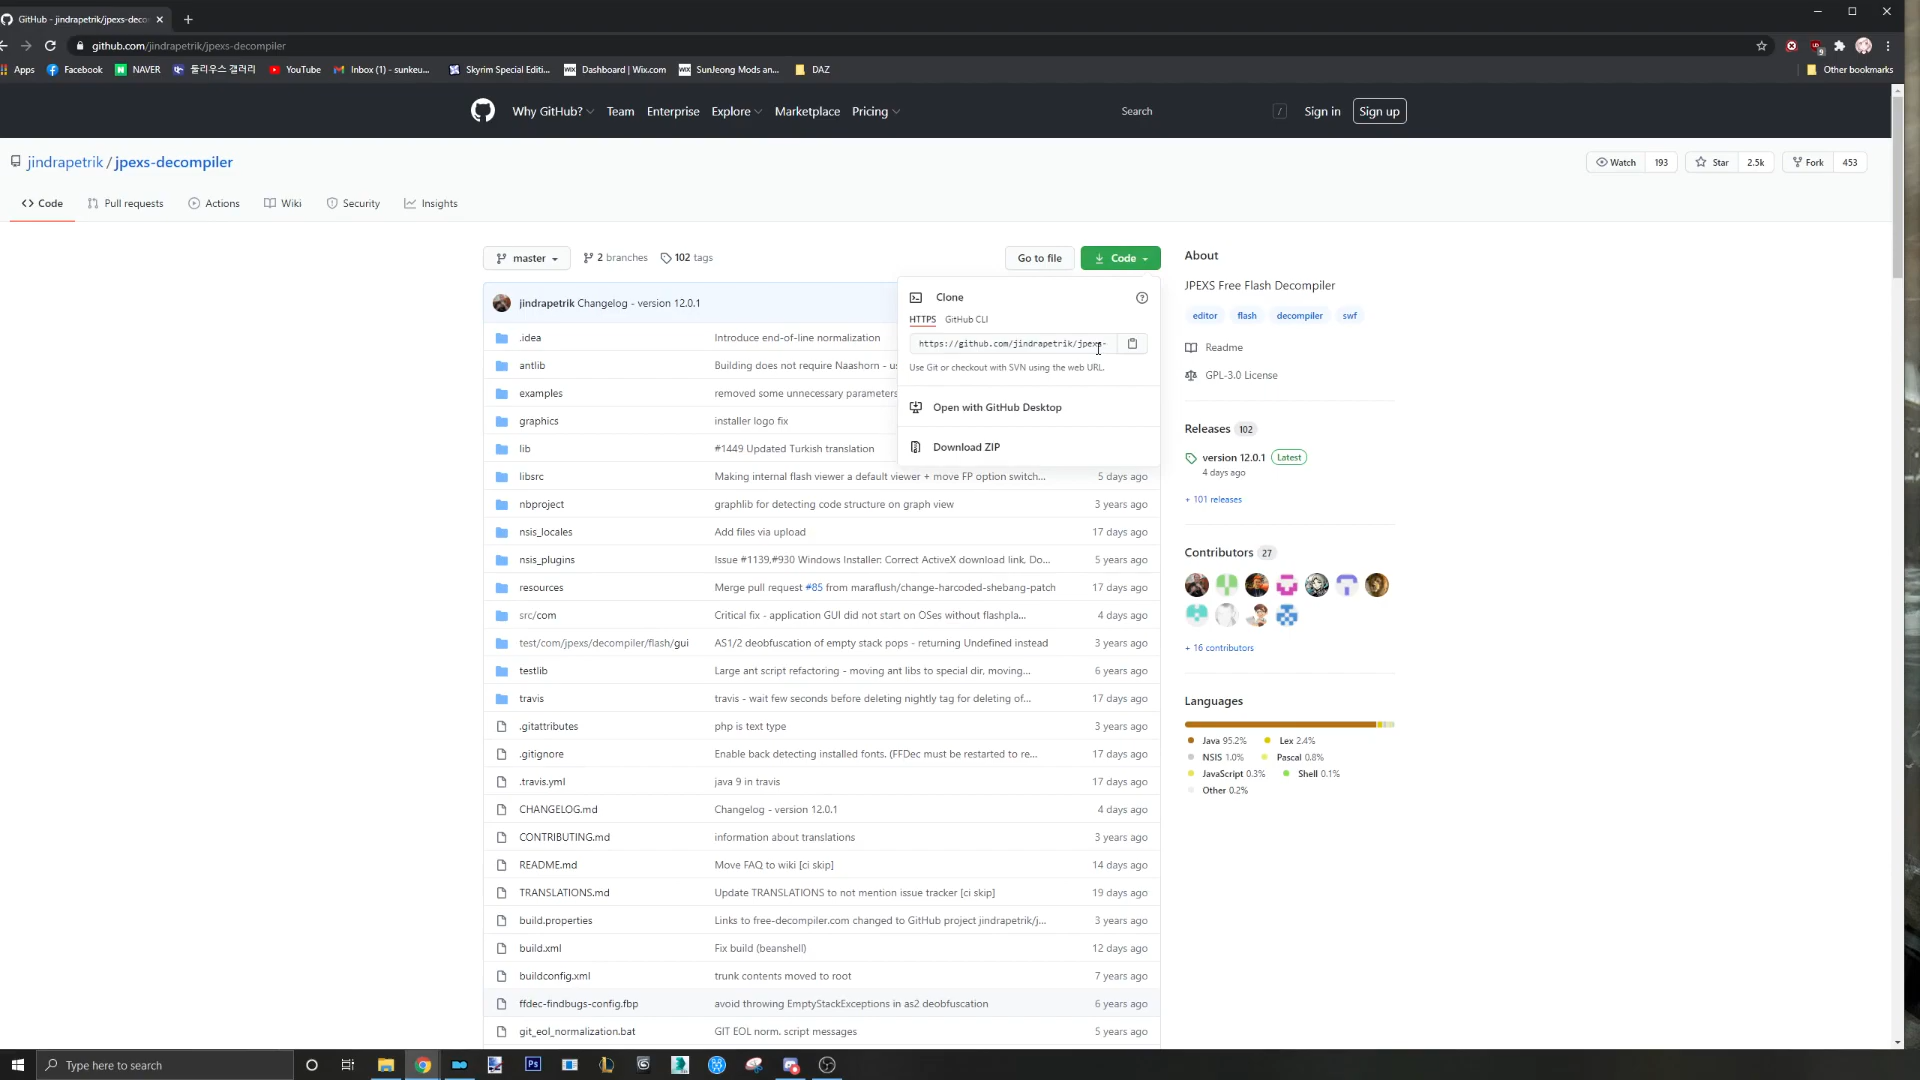 GitHub - jindrapetrik/jpexs-deco
github.com/jindrapetrik/jpexs-decompiler
Apps Facebook NAVER 툴리우스 갤러리 YouTube Inbox (1) - sunkeu... Skyrim Special Editi... Dashboard | Wix.com SunJeong Mods an... DAZ Other bookmarks
Why GitHub? Team Enterprise Explore Marketplace Pricing Search / Sign in Sign up
jindrapetrik / jpexs-decompiler Watch 193 Star 2.5k Fork 453
Code Pull requests Actions Wiki Security Insights
master 2 branches 102 tags Go to file Code
jindrapetrik Changelog - version 12.0.1
Clone
HTTPS GitHub CLI
https://github.com/jindrapetrik/jpexs-
Use Git or checkout with SVN using the web URL.
Open with GitHub Desktop
Download ZIP
.idea Introduce end-of-line normalization
antlib Building does not require Naashorn - us
examples removed some unnecessary parameters
graphics installer logo fix
lib #1449 Updated Turkish translation
libsrc Making internal flash viewer a default viewer + move FP option switch... 5 days ago
nbproject graphlib for detecting code structure on graph view 3 years ago
nsis_locales Add files via upload 17 days ago
nsis_plugins Issue #1139,#930 Windows Installer: Correct ActiveX download link, Do... 5 years ago
resources Merge pull request #85 from maraflush/change-harcoded-shebang-patch 17 days ago
src/com Critical fix - application GUI did not start on OSes without flashpla... 4 days ago
test/com/jpexs/decompiler/flash/gui AS1/2 deobfuscation of empty stack pops - returning Undefined instead 3 years ago
testlib Large ant script refactoring - moving ant libs to special dir, moving... 6 years ago
travis travis - wait few seconds before deleting nightly tag for deleting of... 17 days ago
.gitattributes php is text type 3 years ago
.gitignore Enable back detecting installed fonts. (FFDec must be restarted to re... 17 days ago
.travis.yml java 9 in travis 17 days ago
CHANGELOG.md Changelog - version 12.0.1 4 days ago
CONTRIBUTING.md information about translations 3 years ago
README.md Move FAQ to wiki [ci skip] 14 days ago
TRANSLATIONS.md Update TRANSLATIONS to not mention issue tracker [ci skip] 19 days ago
build.properties Links to free-decompiler.com changed to GitHub project jindrapetrik/j... 3 years ago
build.xml Fix build (beanshell) 12 days ago
buildconfig.xml trunk contents moved to root 7 years ago
ffdec-findbugs-config.fbp avoid throwing EmptyStackExceptions in as2 deobfuscation 6 years ago
git_eol_normalization.bat GIT EOL norm. script messages 5 years ago
About
JPEXS Free Flash Decompiler
editor flash decompiler swf
Readme
GPL-3.0 License
Releases 102
version 12.0.1 Latest
4 days ago
+ 101 releases
Contributors 27
+ 16 contributors
Languages
Java 95.2% Lex 2.4%
NSIS 1.0% Pascal 0.8%
JavaScript 0.3% Shell 0.1%
Other 0.2%
Type here to search
Ps